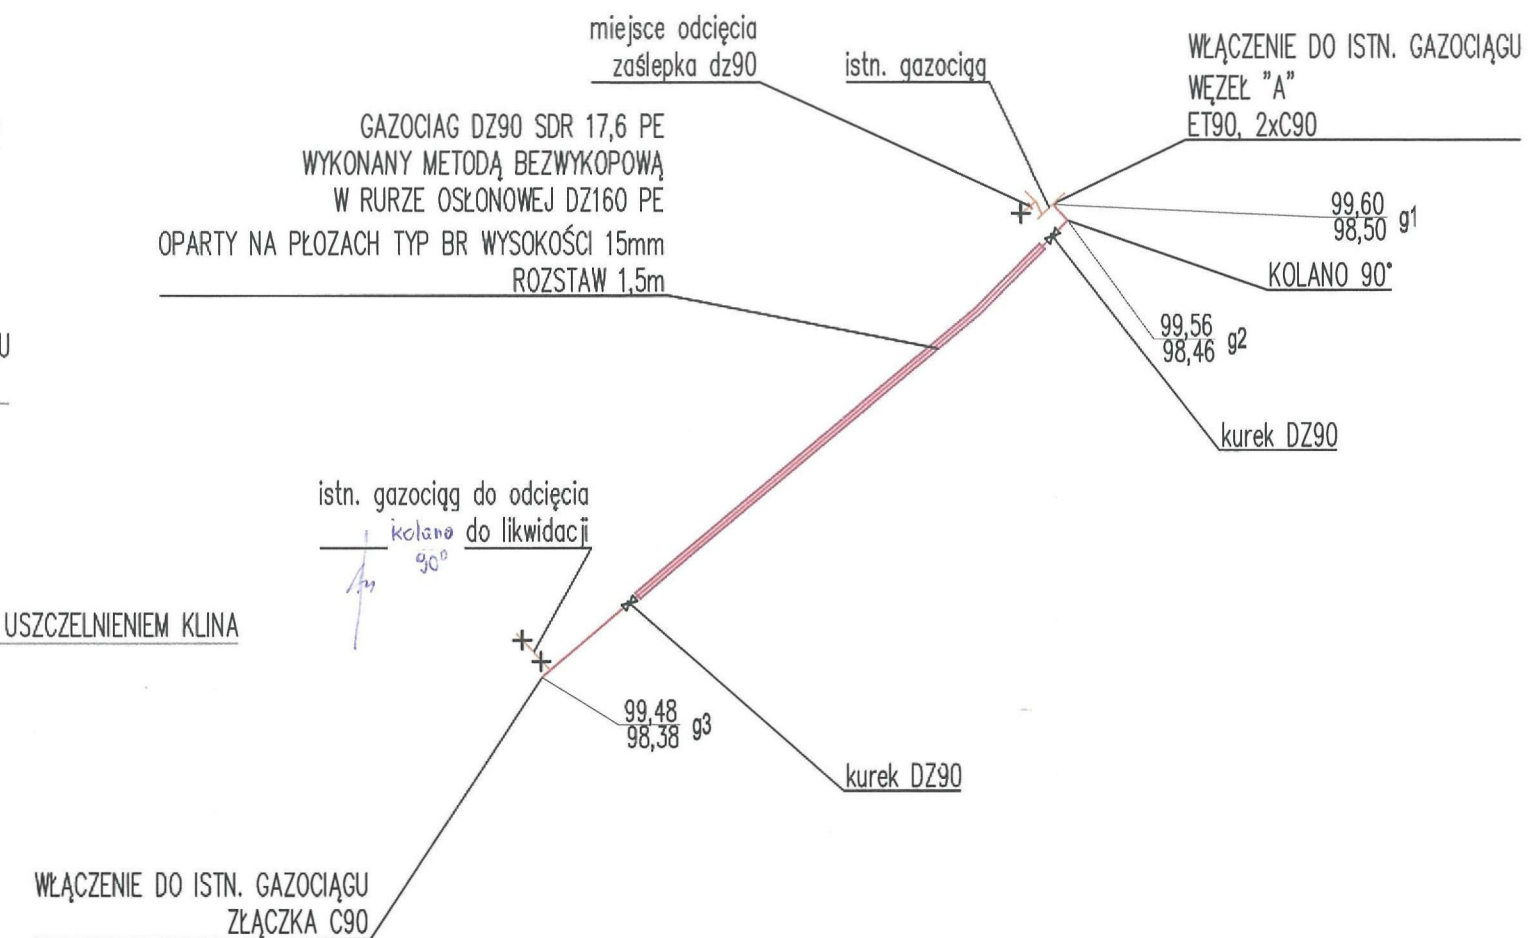 miejsce odcięcia
zaślepka dz90
istn. gazociąg
WŁĄCZENIE DO ISTN. GAZOCIĄGU
WĘZEŁ "A"
ET90, 2xC90
GAZOCIAG DZ90 SDR 17,6 PE
WYKONANY METODĄ BEZWYKOPOWĄ
W RURZE OSŁONOWEJ DZ160 PE
OPARTY NA PŁOZACH TYP BR WYSOKOŚCI 15mm
ROZSTAW 1,5m
99,60
98,50 g1
KOLANO 90°
99,56
98,46 g2
U
kurek DZ90
istn. gazociąg do odcięcia
kolano do likwidacji
90°
USZCZELNIENIEM KLINA
99,48
98,38 g3
kurek DZ90
WŁĄCZENIE DO ISTN. GAZOCIĄGU
ZŁĄCZKA C90